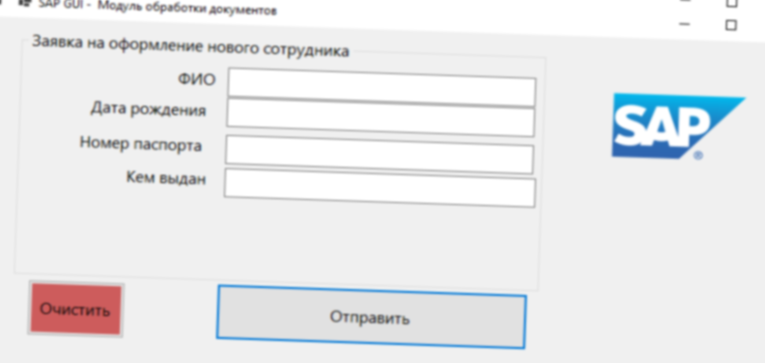 SAP GUI - Модуль обработки документов
Заявка на оформление нового сотрудника
ФИО
Дата рождения
Номер паспорта
Кем выдан
SAP®
Очистить
Отправить